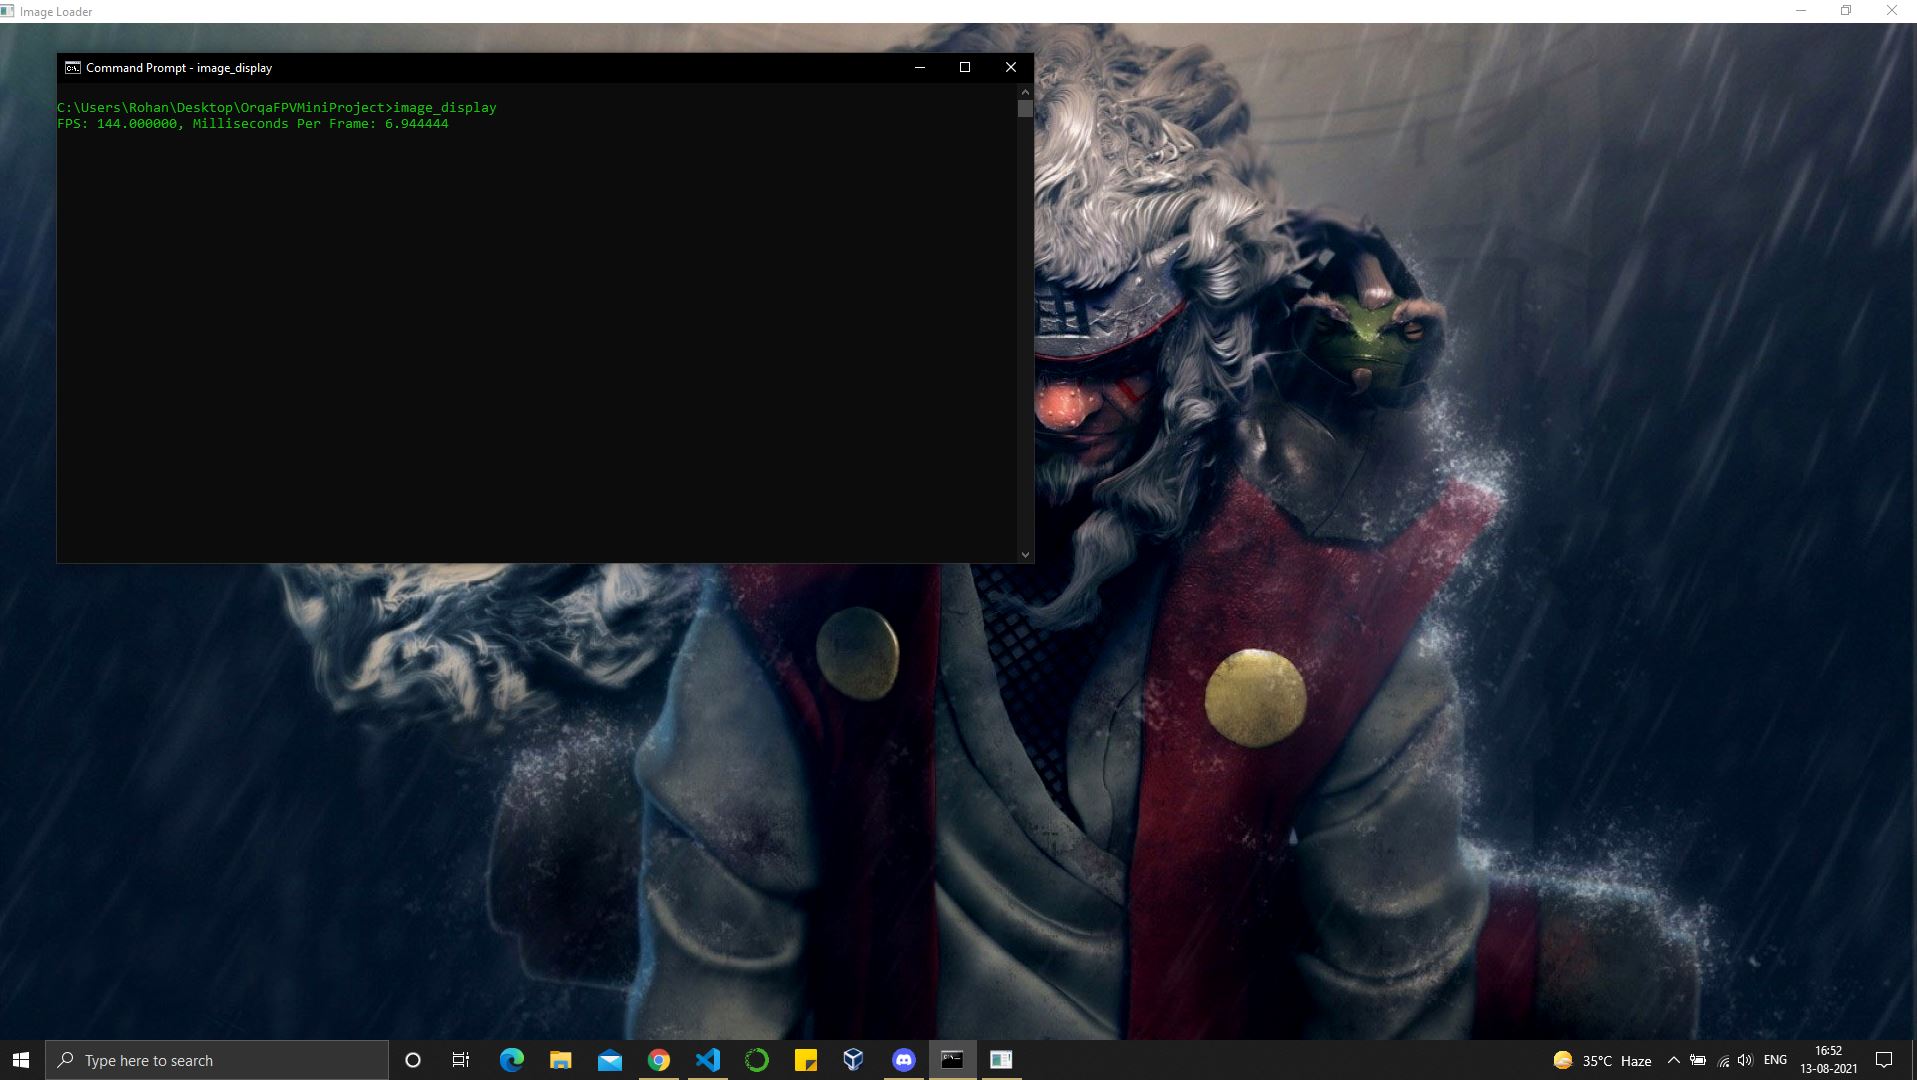 Image Loader
Command Prompt - image_display
C:\Users\Rohan\Desktop\OrqaFPVMiniProject>image_display
FPS: 144.000000, Milliseconds Per Frame: 6.944444
Type here to search
35°C Haze
ENG
16:52
13-08-2021